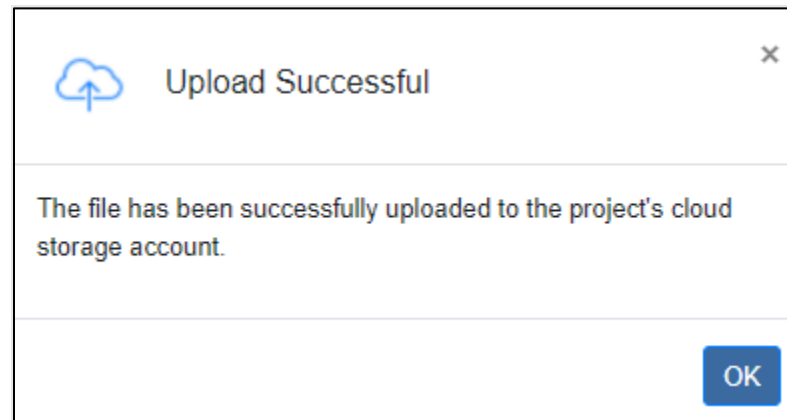 Upload Successful
×
The file has been successfully uploaded to the project's cloud
storage account.
OK